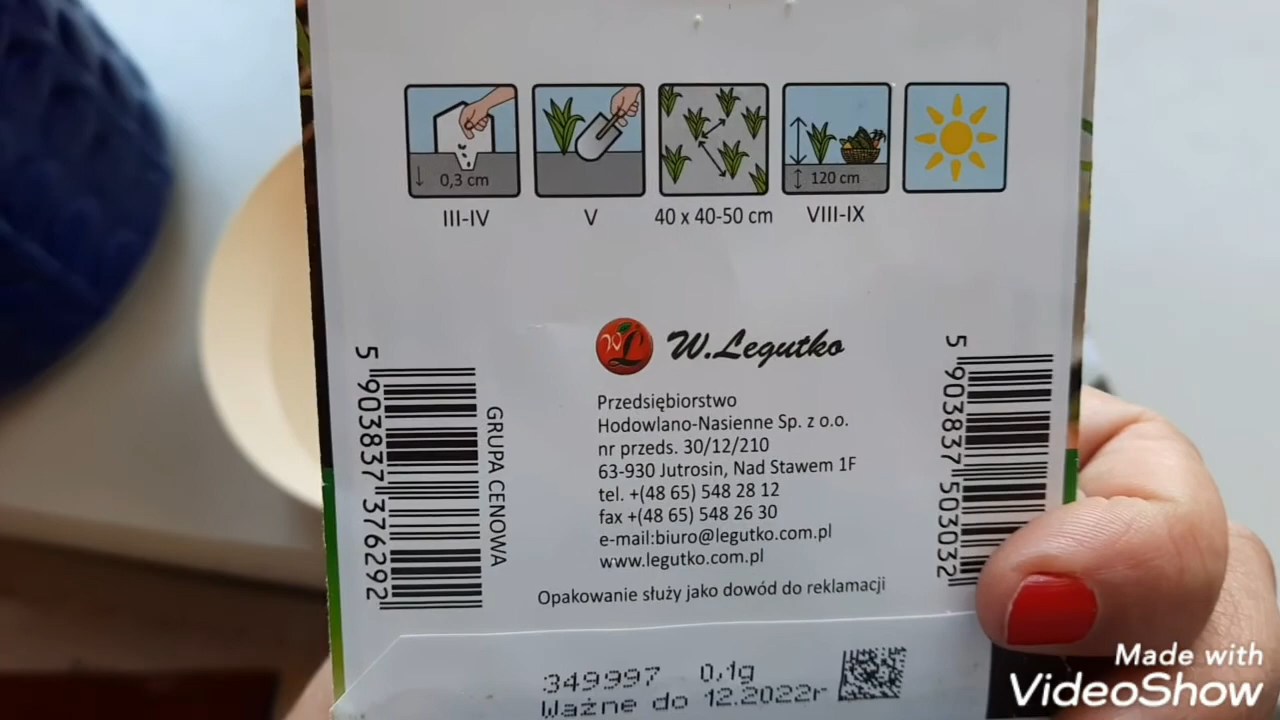 0,3 cm
120 cm
III-IV
V
40 x 40-50 cm
VIII-IX
W.Legutko
Przedsiębiorstwo
Hodowlano-Nasienne Sp. z o.o.
nr przeds. 30/12/210
63-930 Jutrosin, Nad Stawem 1F
tel. +(48 65) 548 28 12
fax +(48 65) 548 26 30
e-mail:biuro@legutko.com.pl
www.legutko.com.pl
Opakowanie służy jako dowód do reklamacji
5 903837 376292
GRUPA CENOWA
5 903837 503032
349997 0,1g
Ważne do 12.2022r
Made with
VideoShow